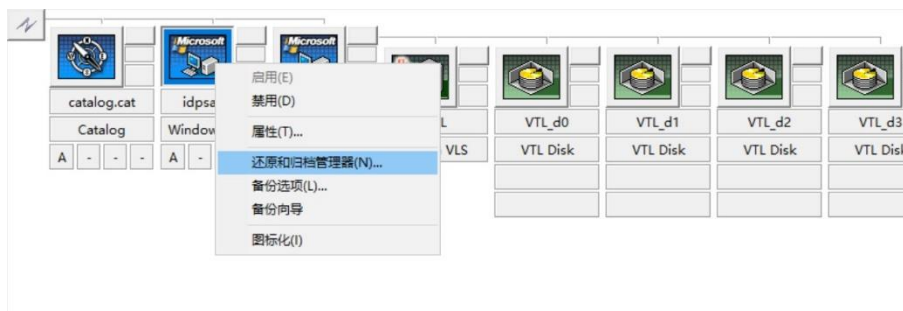 Microsoft
Microsoft
catalog.cat
idpsa
VTL_d0
VTL_d1
VTL_d2
VTL_d3
Catalog
Window
VLS
VTL Disk
VTL Disk
VTL Disk
VTL Disk
A - - -
A -
启用(E)
禁用(D)
属性(T)...
还原和归档管理器(N)...
备份选项(L)...
备份向导
图标化(I)